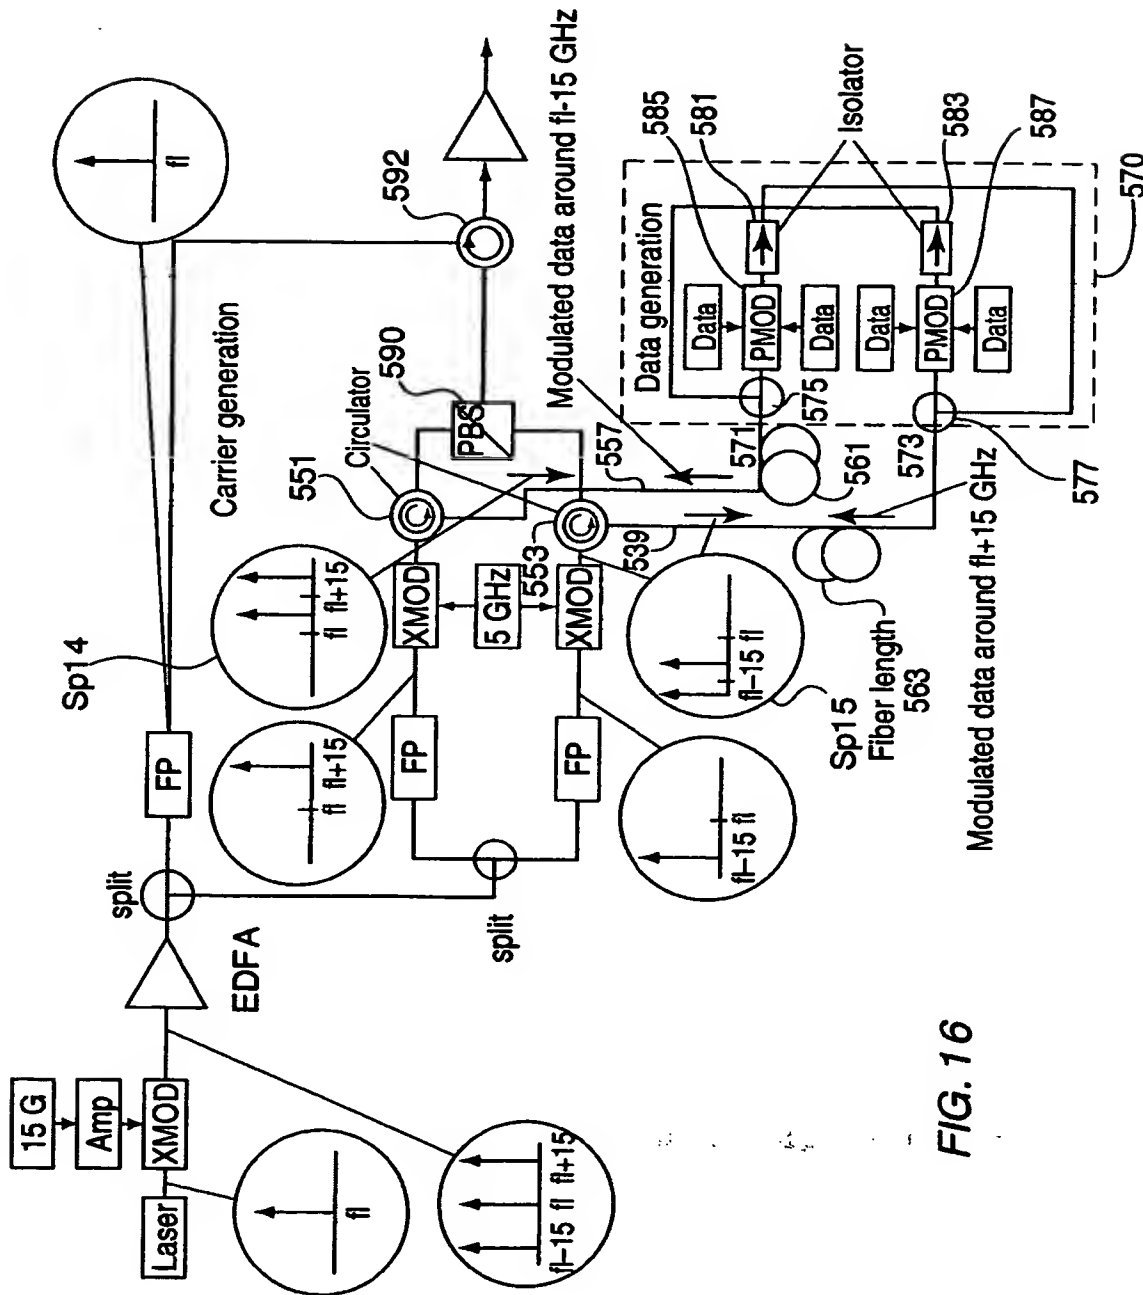 15 G
Amp
Laser
XMOD
EDFA
split
FP
fl
Carrier generation
fl
fl–15 fl fl+15
split
FP
FP
fl fl+15
fl–15 fl
Sp14
fl fl+15
XMOD
5 GHz
XMOD
551
Circulator
553
PBS
590
592
fl–15 fl
Sp15
Fiber length
563
539
557
561
Modulated data around fl-15 GHz
Modulated data around fl+15 GHz
571
573
575
577
Data generation
Data
PMOD
Data
Data
PMOD
Data
585
581
Isolator
583
587
570
FIG. 16